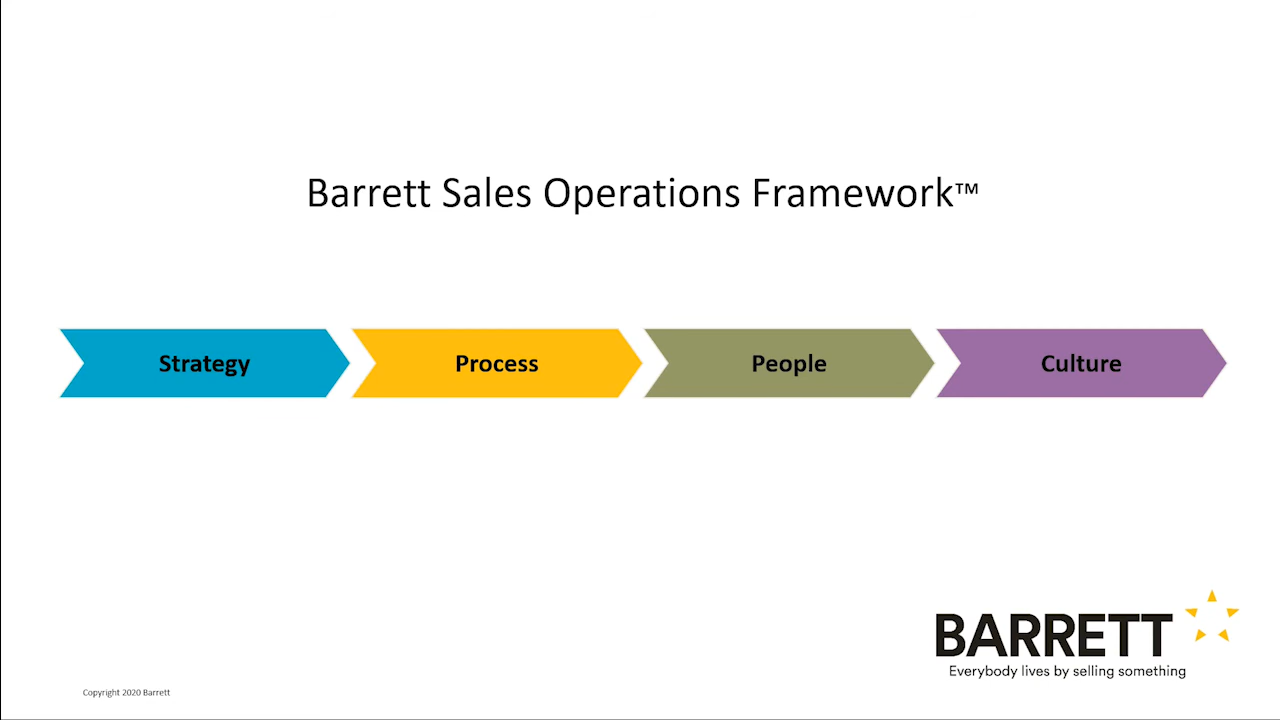 Barrett Sales Operations Framework™
Strategy
Process
People
Culture
BARRETT
Everybody lives by selling something
Copyright 2020 Barrett